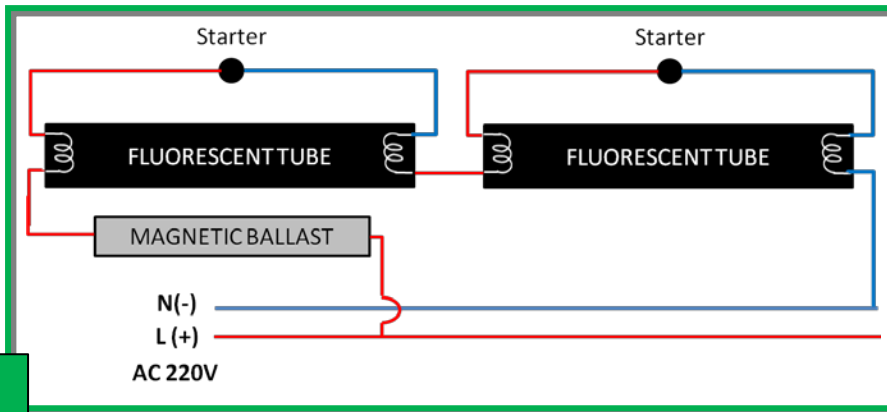 Starter
Starter
FLUORESCENT TUBE
FLUORESCENT TUBE
MAGNETIC BALLAST
N(-)
L (+)
AC 220V